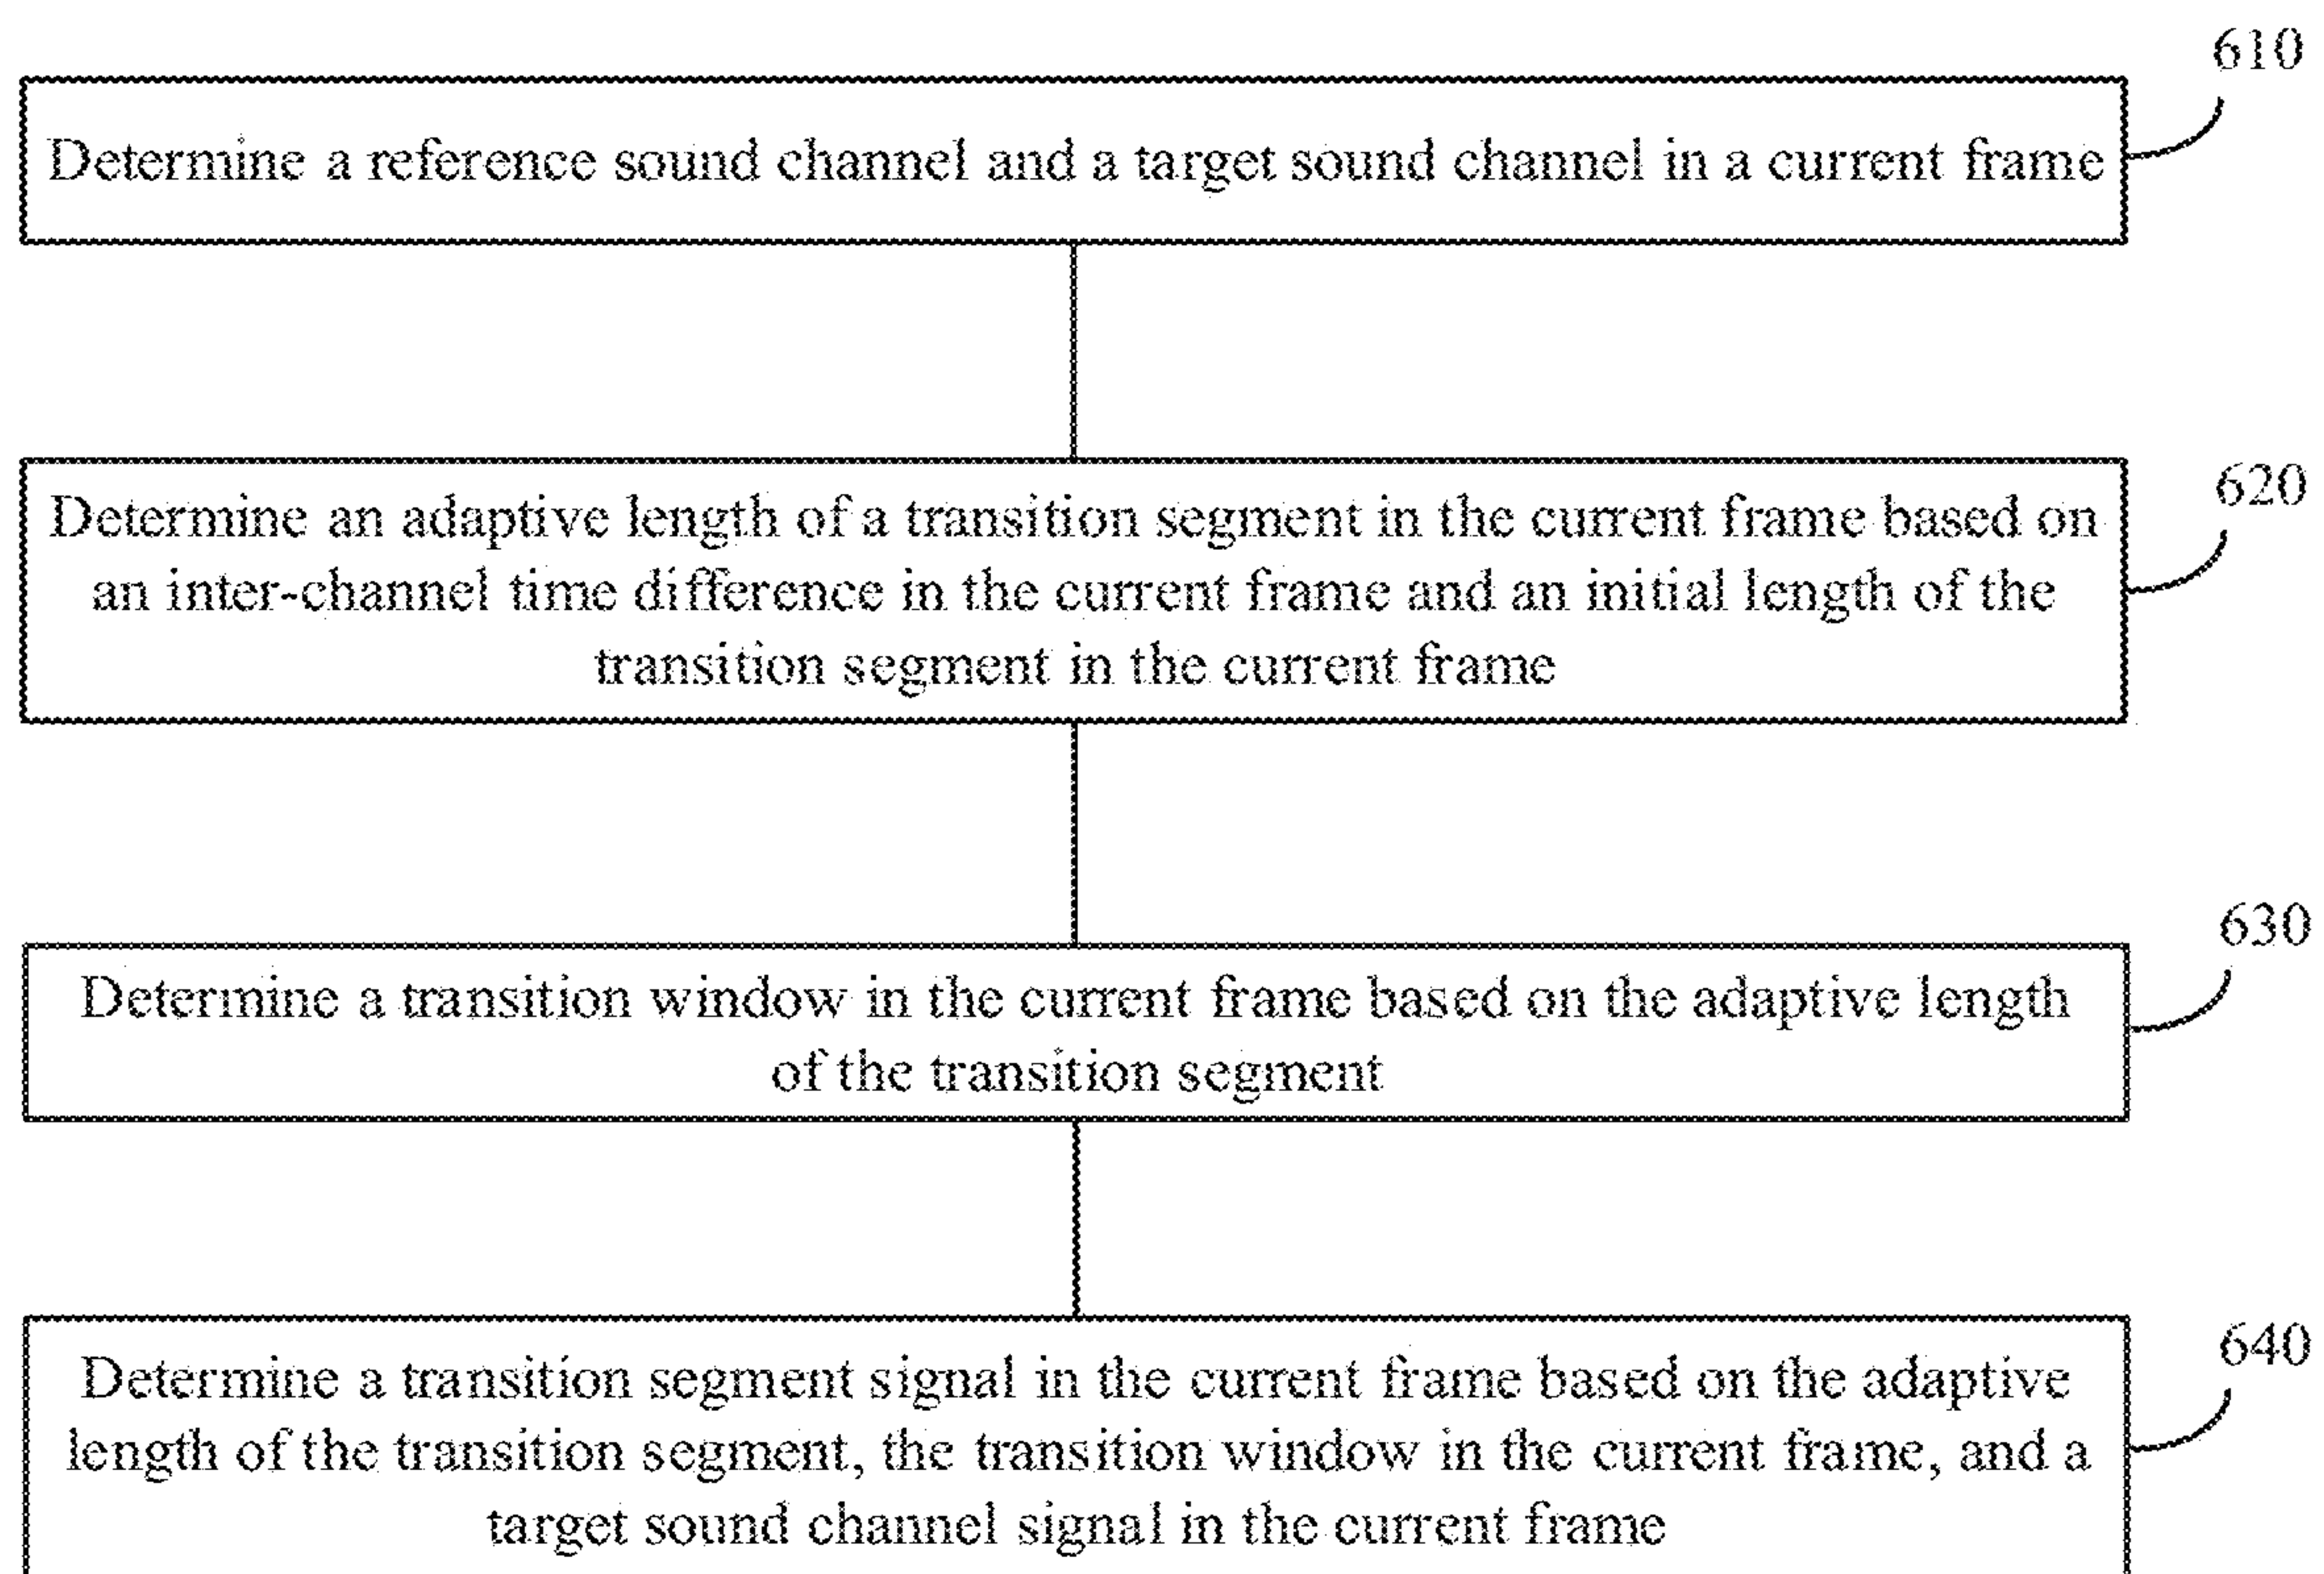 610
Determine a reference sound channel and a target sound channel in a current frame
620
Determine an adaptive length of a transition segment in the current frame based on
an inter-channel time difference in the current frame and an initial length of the
transition segment in the current frame
630
Determine a transition window in the current frame based on the adaptive length
of the transition segment
640
Determine a transition segment signal in the current frame based on the adaptive
length of the transition segment, the transition window in the current frame, and a
target sound channel signal in the current frame